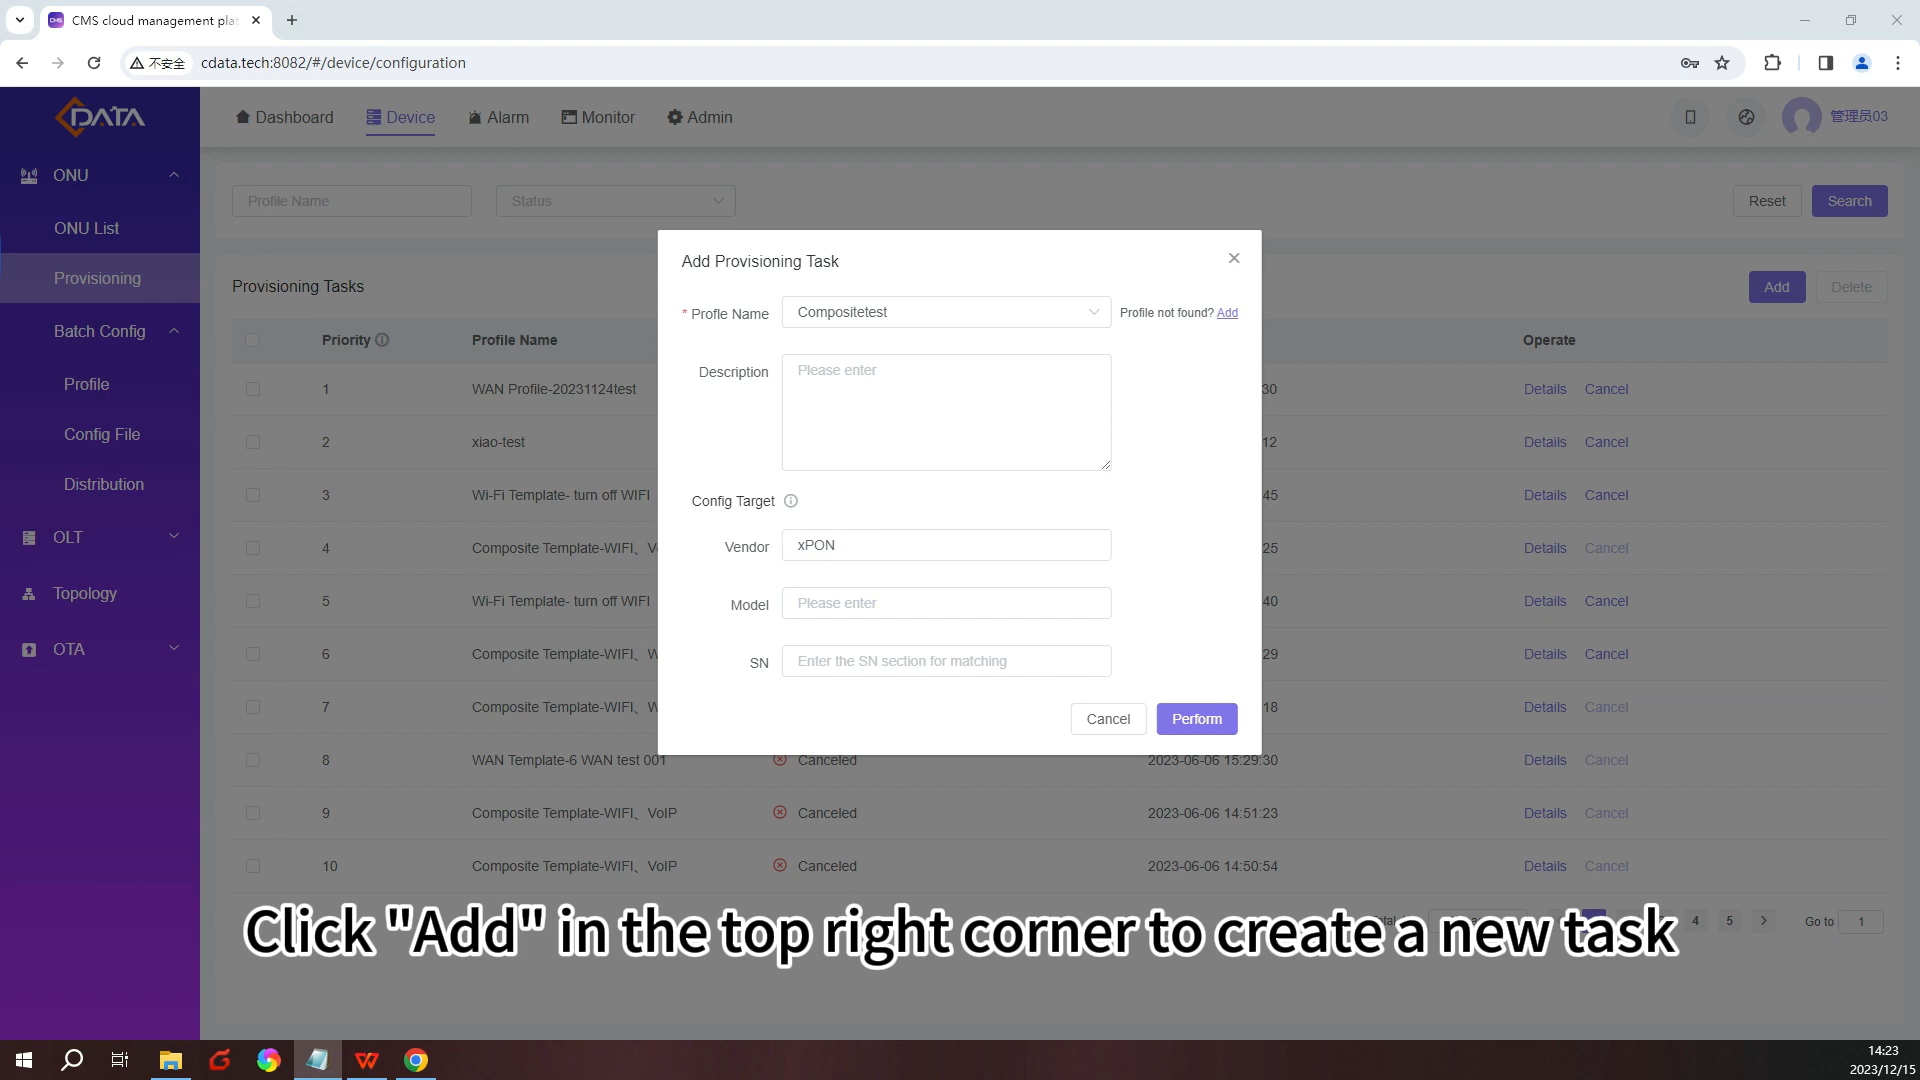 CMS cloud management plat
不安全
cdata.tech:8082/#/device/configuration
CDATA
Dashboard
Device
Alarm
Monitor
Admin
管理员03
ONU
ONU List
Provisioning
Batch Config
Profile
Config File
Distribution
OLT
Topology
OTA
Profile Name
Status
Reset
Search
Provisioning Tasks
Add
Delete
Priority
Profile Name
Operate
1
WAN Profile-20231124test
30
Details
Cancel
2
xiao-test
12
Details
Cancel
3
Wi-Fi Template- turn off WIFI
45
Details
Cancel
4
Composite Template-WIFI、V
25
Details
Cancel
5
Wi-Fi Template- turn off WIFI
40
Details
Cancel
6
Composite Template-WIFI、W
29
Details
Cancel
7
Composite Template-WIFI、W
18
Details
Cancel
8
WAN Template-6 WAN test 001
Canceled
2023-06-06 15:29:30
Details
Cancel
9
Composite Template-WIFI、VoIP
Canceled
2023-06-06 14:51:23
Details
Cancel
10
Composite Template-WIFI、VoIP
Canceled
2023-06-06 14:50:54
Details
Cancel
Add Provisioning Task
* Profle Name
Compositetest
Profile not found? Add
Description
Please enter
Config Target
Vendor
xPON
Model
Please enter
SN
Enter the SN section for matching
Cancel
Perform
4
5
Go to
1
Click "Add" in the top right corner to create a new task
14:23
2023/12/15